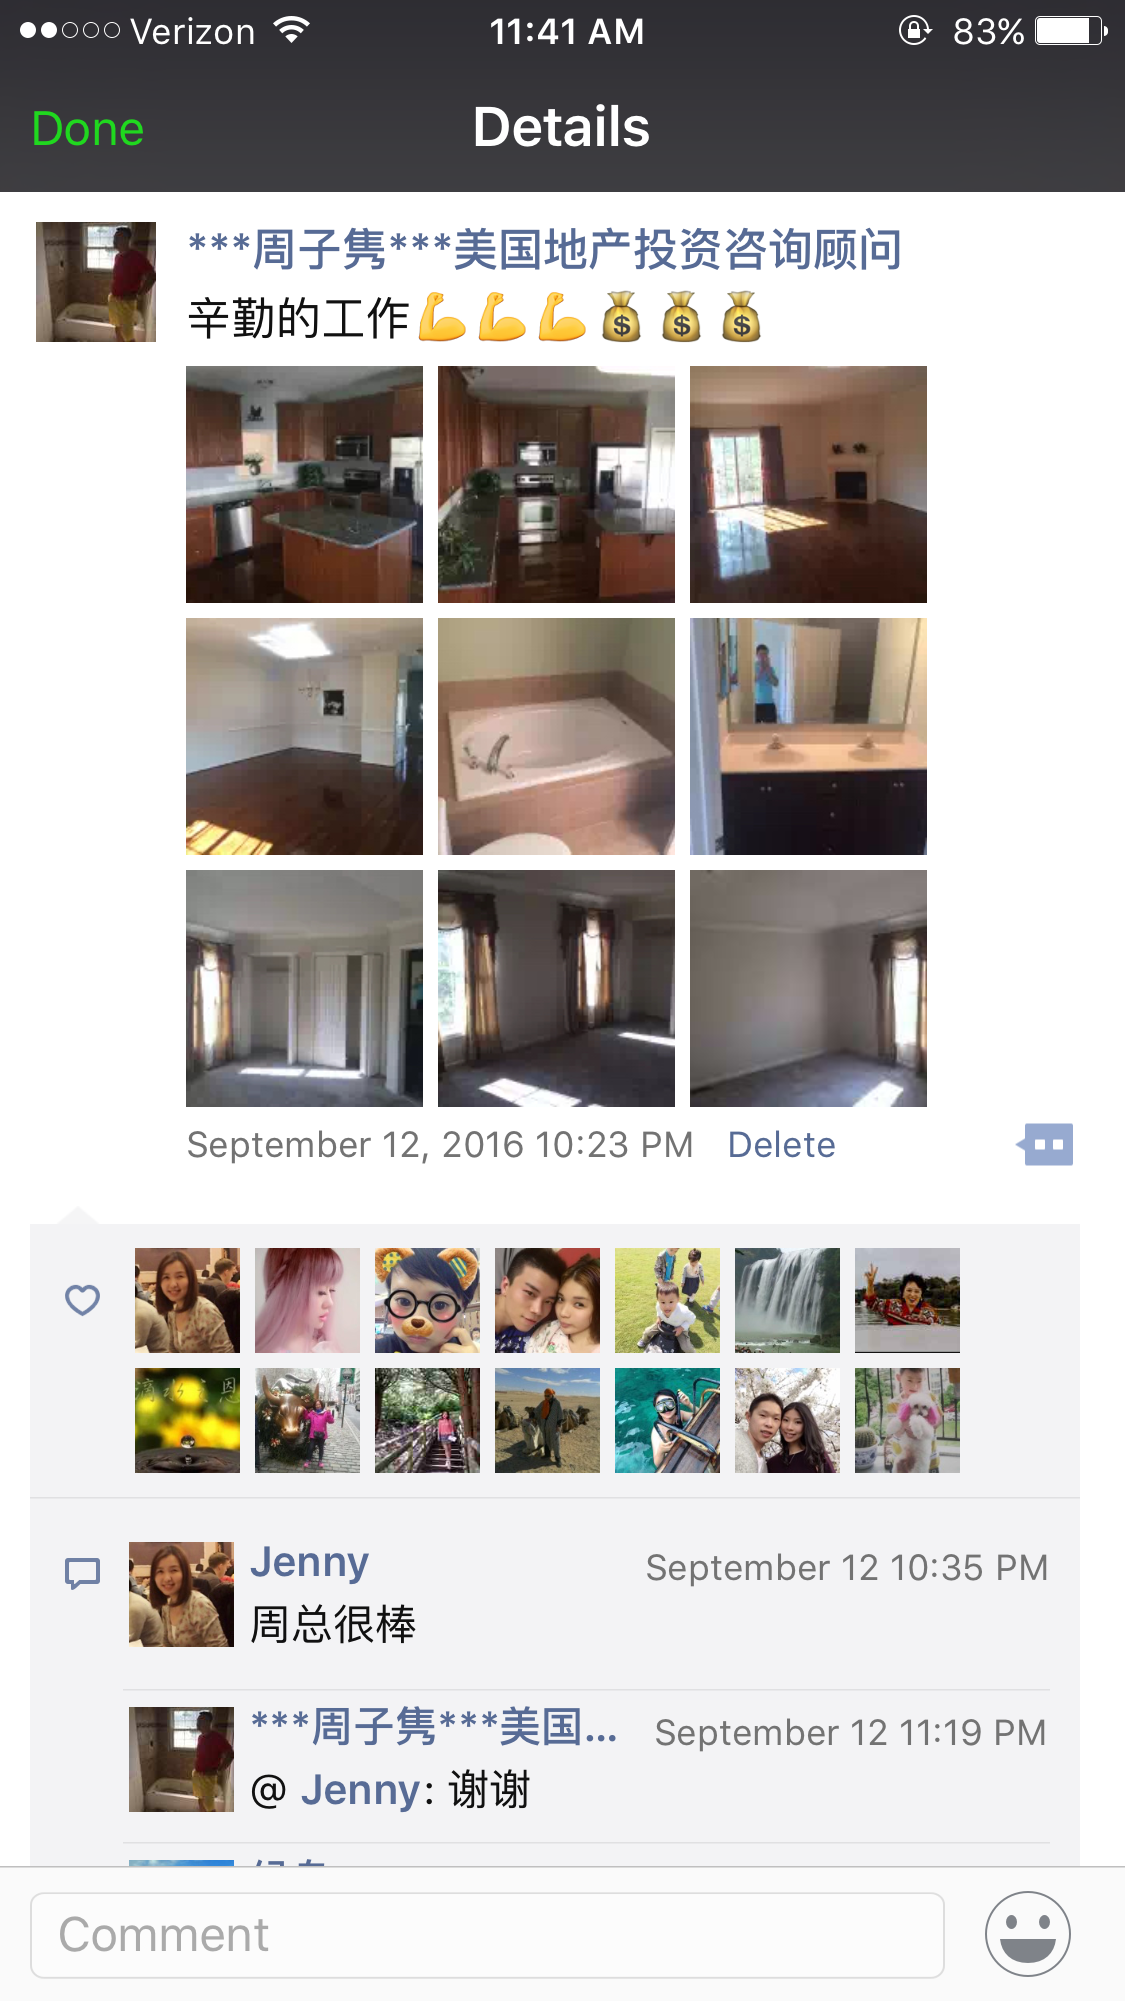 Verizon 11:41 AM 83%
Done Details
***周子隽***美国地产投资咨询顾问
辛勤的工作💪💪💪💰💰💰
September 12, 2016 10:23 PM Delete
Jenny September 12 10:35 PM
周总很棒
***周子隽***美国... September 12 11:19 PM
@ Jenny: 谢谢
Comment